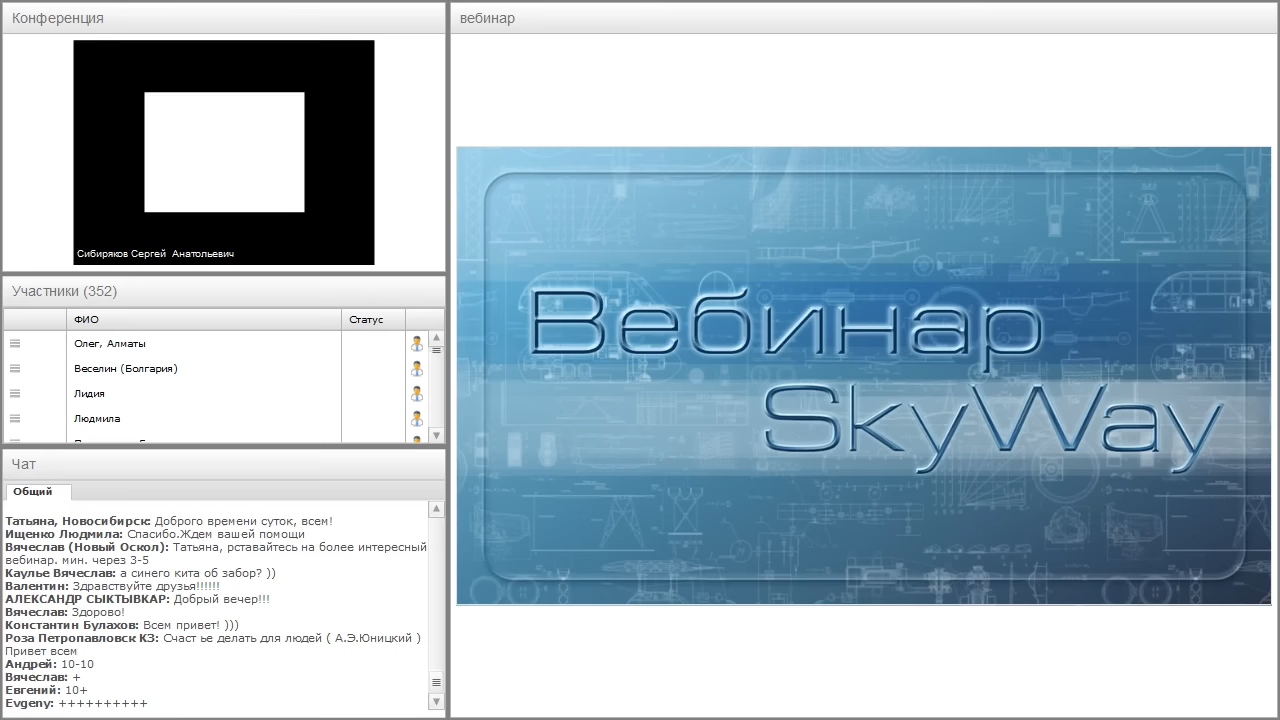 Конференция
Сибиряков Сергей  Анатольевич
Участники (352)
ФИО
Статус
Олег, Алматы
Веселин (Болгария)
Лидия
Людмила
Чат
Общий
Татьяна, Новосибирск: Доброго времени суток, всем!
Ищенко Людмила: Спасибо.Ждем вашей помощи
Вячеслав (Новый Оскол): Татьяна, рставайтесь на более интересный
вебинар. мин. через 3-5
Каулье Вячеслав: а синего кита об забор? ))
Валентин: Здравствуйте друзья!!!!!!
АЛЕКСАНДР СЫКТЫВКАР: Добрый вечер!!!
Вячеслав: Здорово!
Константин Булахов: Всем привет! )))
Роза Петропавловск КЗ: Счаст ье делать для людей ( А.Э.Юницкий )
Привет всем
Андрей: 10-10
Вячеслав: +
Евгений: 10+
Evgeny: ++++++++++
вебинар
Вебинар
SkyWay